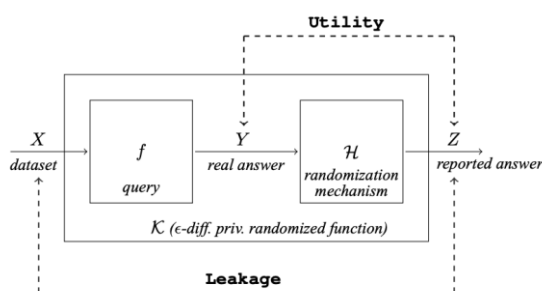 Utility
X
dataset
f
query
Y
real answer
ℋ
randomization
mechanism
Z
reported answer
𝒦 (ϵ-diff. priv. randomized function)
Leakage